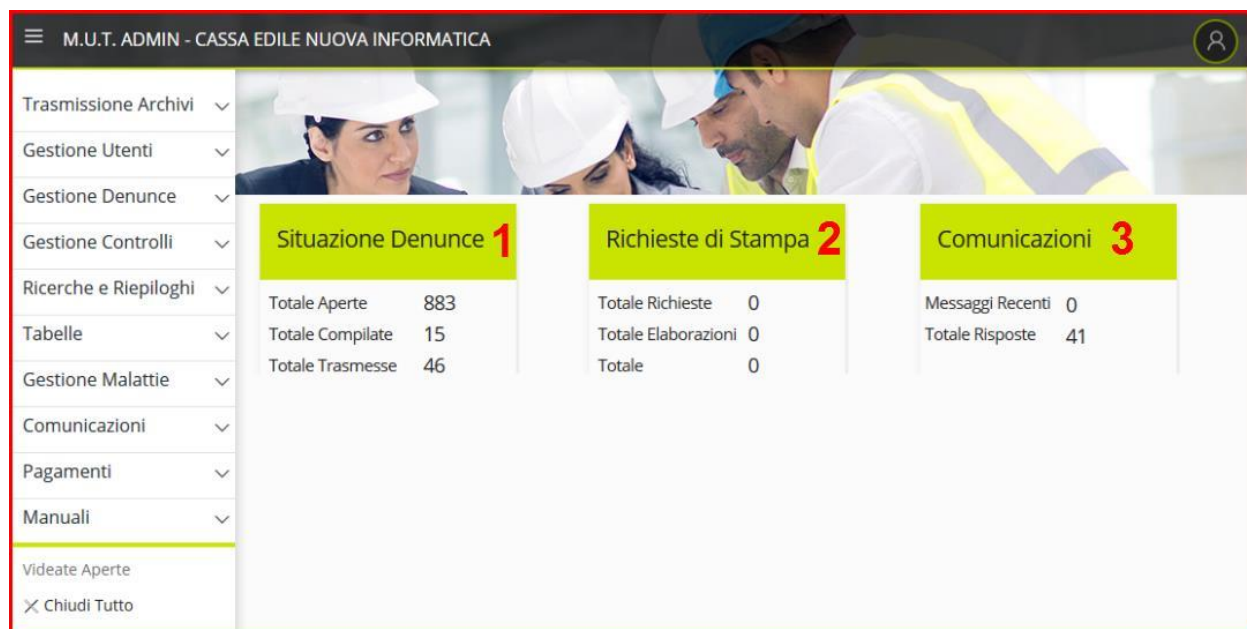 M.U.T. ADMIN - CASSA EDILE NUOVA INFORMATICA
Trasmissione Archivi
Gestione Utenti
Gestione Denunce
Gestione Controlli
Ricerche e Riepiloghi
Tabelle
Gestione Malattie
Comunicazioni
Pagamenti
Manuali
Videate Aperte
Chiudi Tutto
Situazione Denunce 1
Totale Aperte 883
Totale Compilate 15
Totale Trasmesse 46
Richieste di Stampa 2
Totale Richieste 0
Totale Elaborazioni 0
Totale 0
Comunicazioni 3
Messaggi Recenti 0
Totale Risposte 41